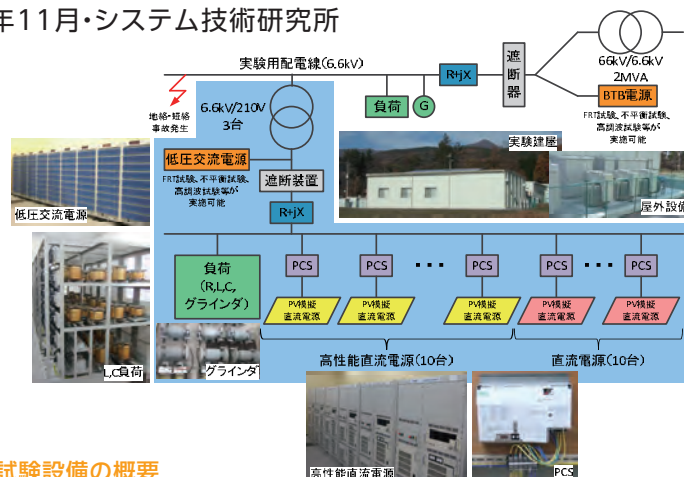 年11月・システム技術研究所
実験用配電線(6.6kV)
遮
断
器
R+jX
66kV/6.6kV
2MVA
BTB電源
FRT試験、不平衡試験、
高調波試験等が
実施可能
負荷
G
地絡・短絡
事故発生
6.6kV/210V
3台
低圧交流電源
FRT試験、不平衡試験、
高調波試験等が
実施可能
遮断装置
R+jX
実験建屋
屋外設備
低圧交流電源
負荷
(R,L,C,
グラインダ)
PCS
PCS
・・・
PCS
PCS
・・・
PCS
PV模擬
直流電源
PV模擬
直流電源
PV模擬
直流電源
PV模擬
直流電源
PV模擬
直流電源
L,C負荷
グラインダ
高性能直流電源(10台)
直流電源(10台)
高性能直流電源
PCS
試験設備の概要